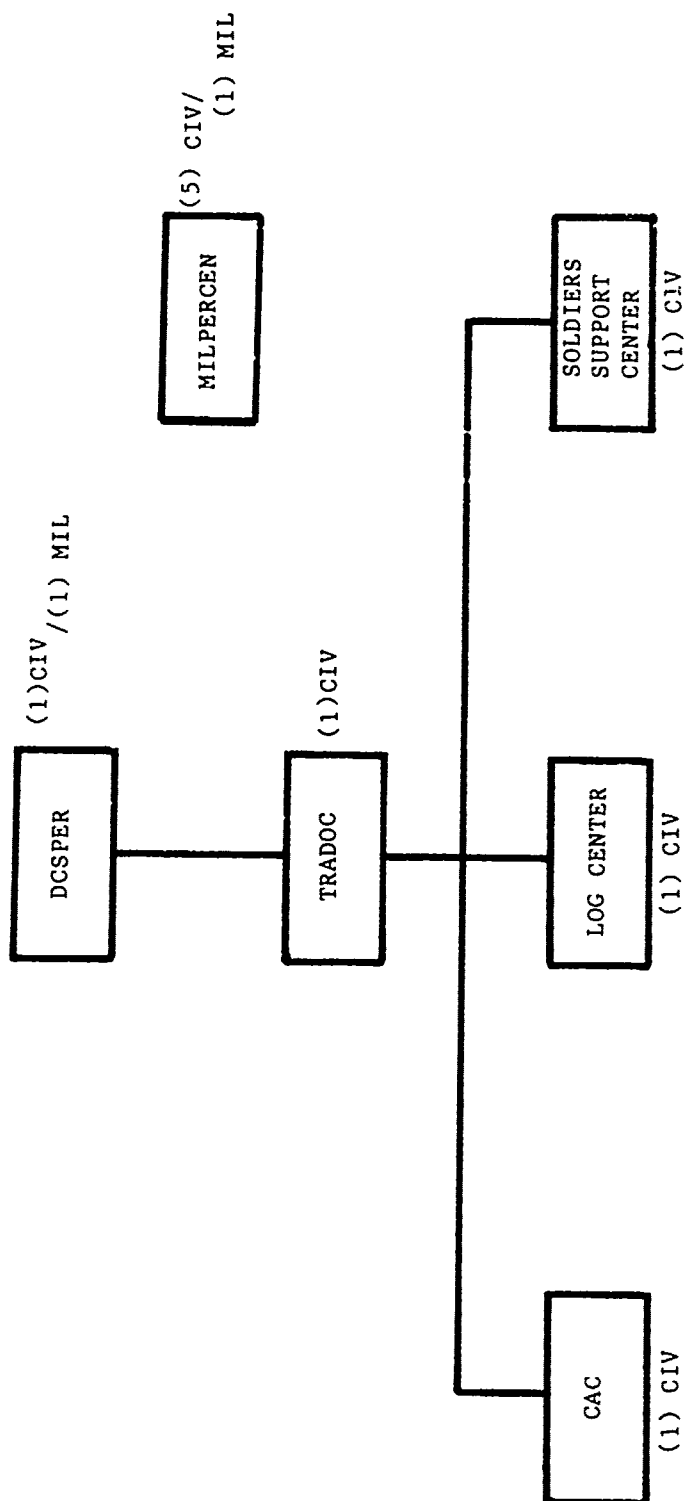 DCSPER
(1)CIV/(1) MIL
MILPERCEN
(5) CIV/
(1) MIL
TRADOC
(1)CIV
CAC
(1) CIV
LOG CENTER
(1) CIV
SOLDIERS
SUPPORT
CENTER
(1) CIV